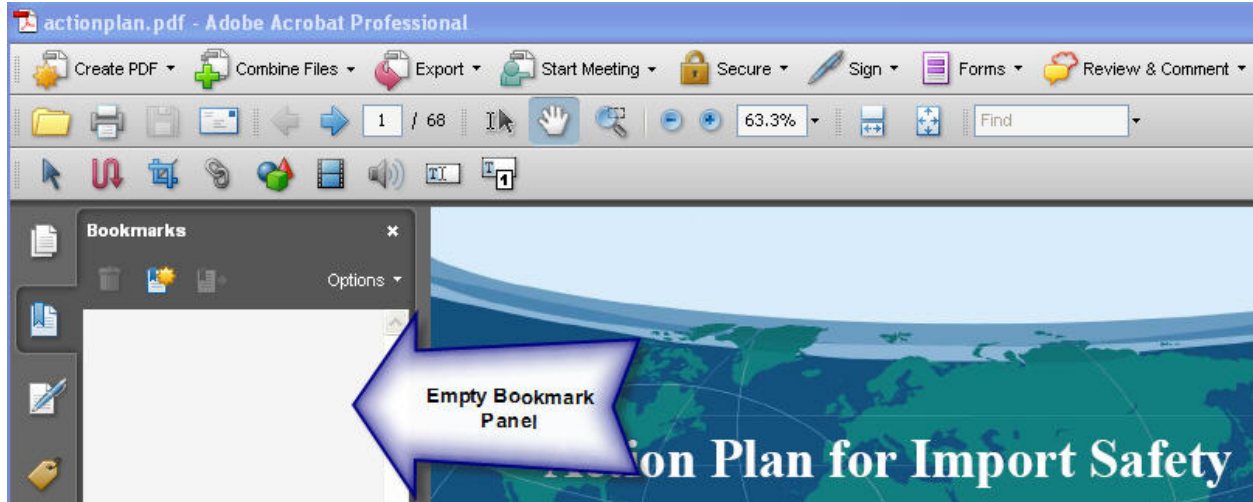 actionplan.pdf - Adobe Acrobat Professional
Create PDF Combine Files Export Start Meeting Secure Sign Forms Review & Comment
1 / 68 63.3% Find
Bookmarks
Options
Empty Bookmark
Panel
Action Plan for Import Safety